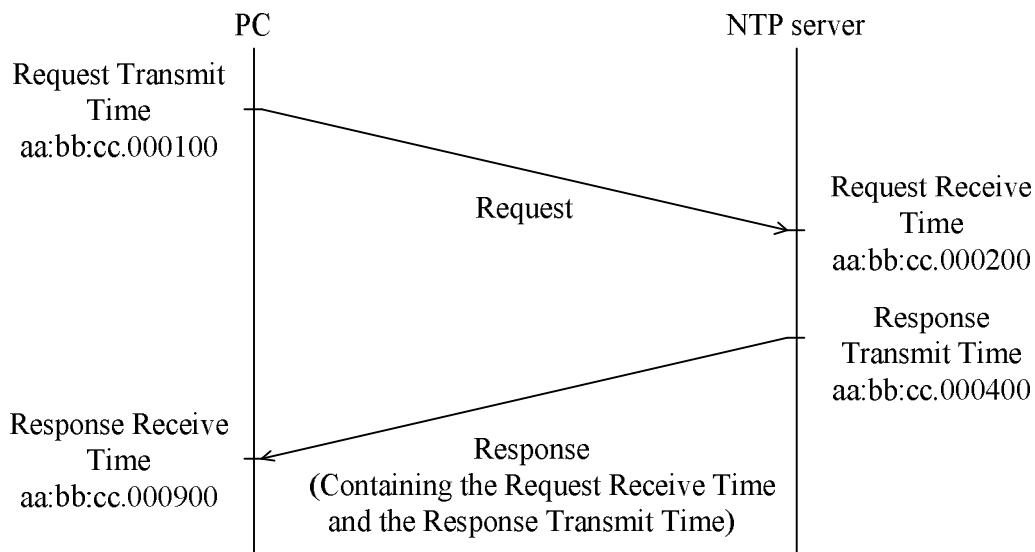 PC
NTP server
Request Transmit
Time
aa:bb:cc.000100
Request
Request Receive
Time
aa:bb:cc.000200
Response
Transmit Time
aa:bb:cc.000400
Response Receive
Time
aa:bb:cc.000900
Response
(Containing the Request Receive Time
and the Response Transmit Time)